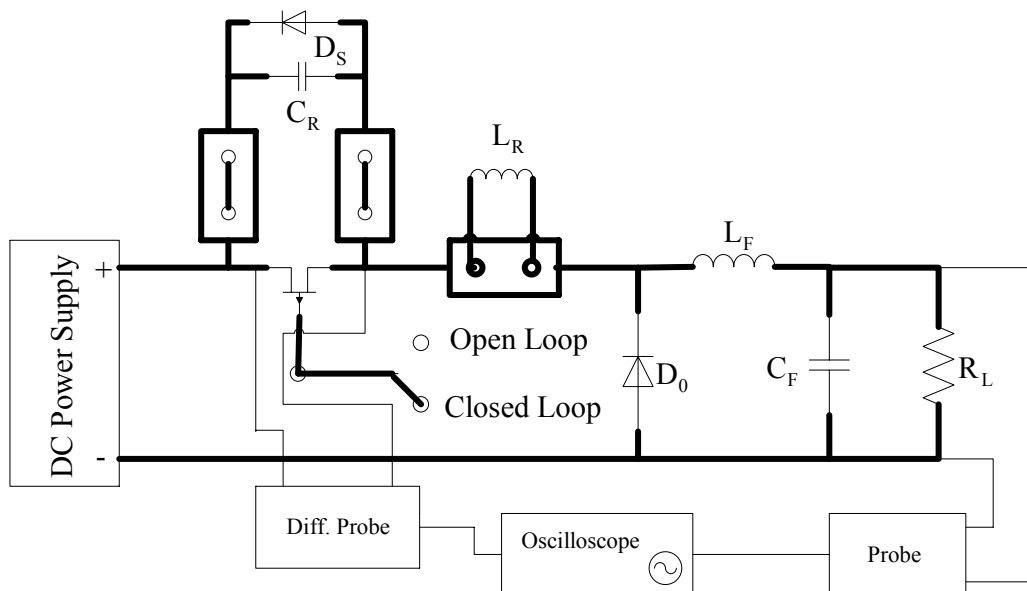 D_S
C_R
L_R
L_F
+
DC Power Supply
-
Open Loop
Closed Loop
D_0
C_F
R_L
Diff. Probe
Oscilloscope
Probe